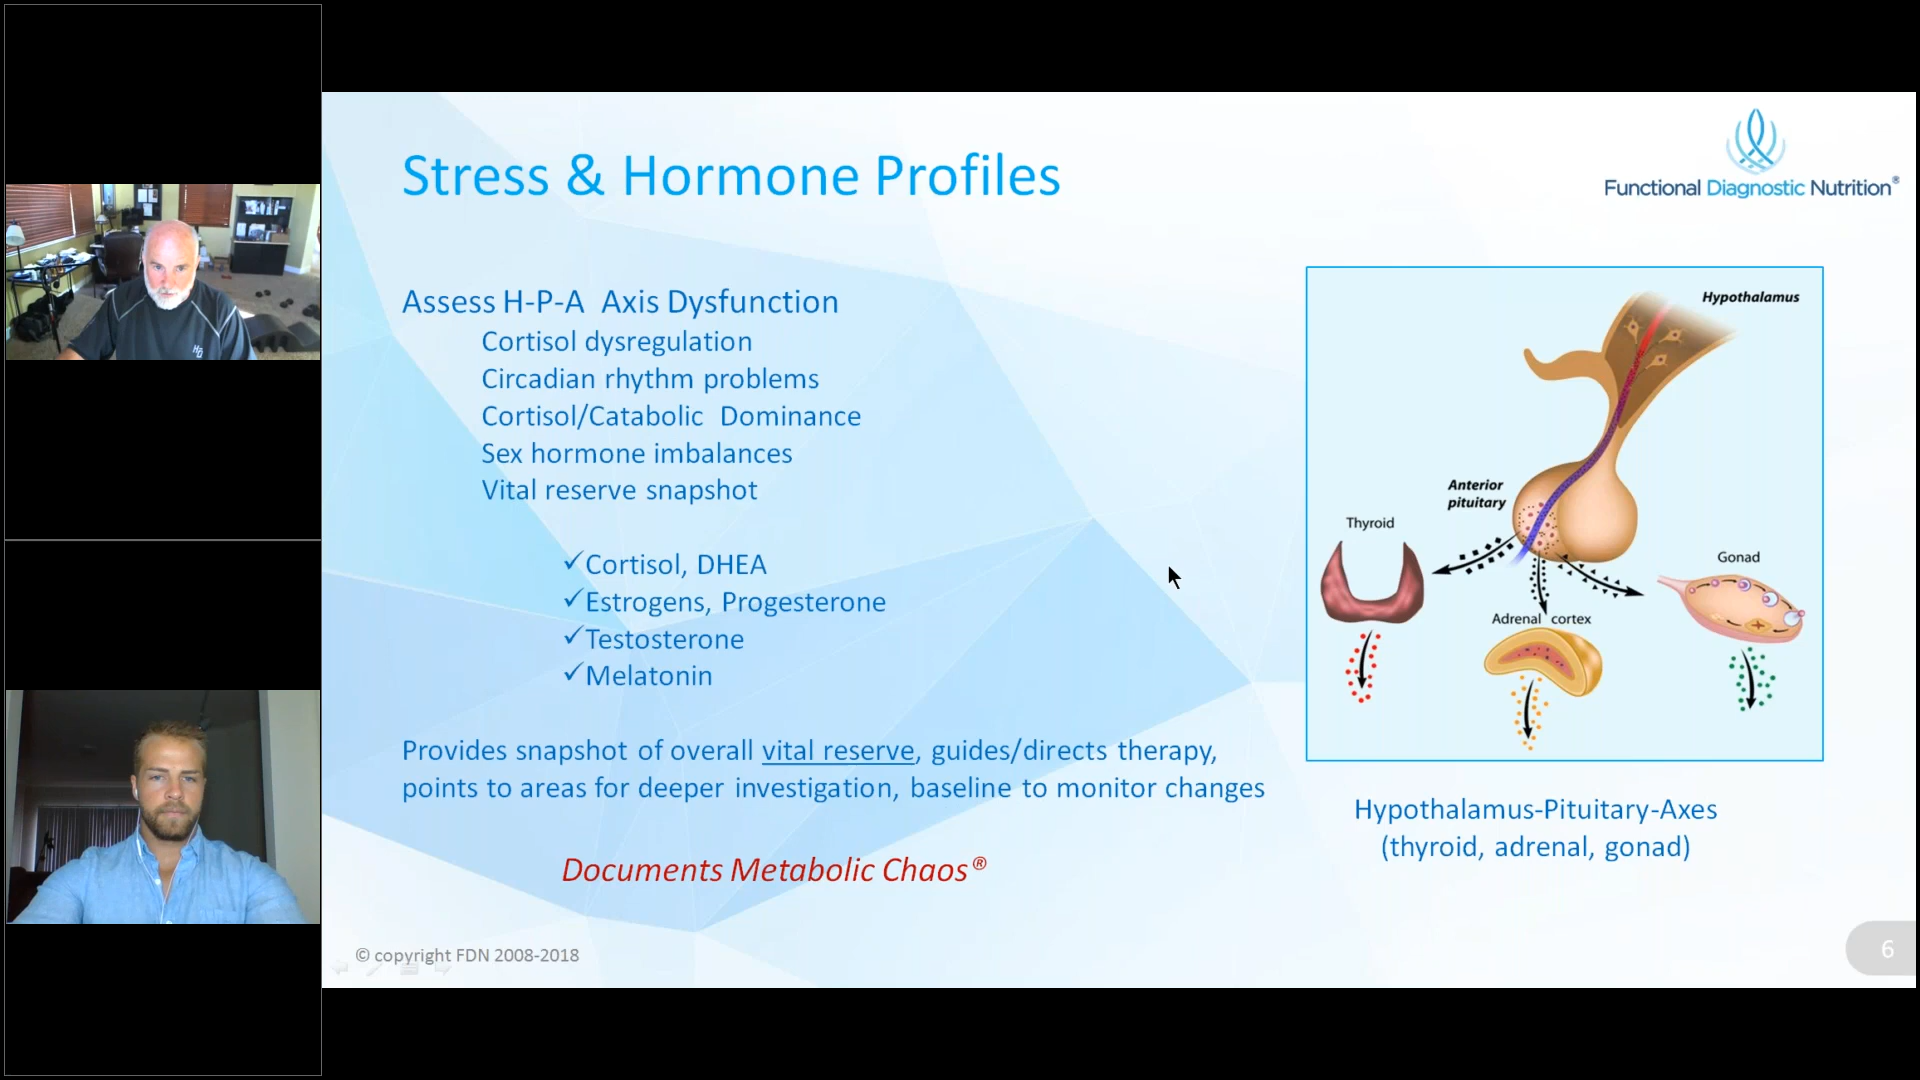 Stress & Hormone Profiles
Functional Diagnostic Nutrition®
Assess H-P-A Axis Dysfunction
Cortisol dysregulation
Circadian rhythm problems
Cortisol/Catabolic Dominance
Sex hormone imbalances
Vital reserve snapshot
✓Cortisol, DHEA
✓Estrogens, Progesterone
✓Testosterone
✓Melatonin
Provides snapshot of overall vital reserve, guides/directs therapy,
points to areas for deeper investigation, baseline to monitor changes
Documents Metabolic Chaos®
Hypothalamus
Anterior
pituitary
Thyroid
Gonad
Adrenal cortex
Hypothalamus-Pituitary-Axes
(thyroid, adrenal, gonad)
© copyright FDN 2008-2018
6